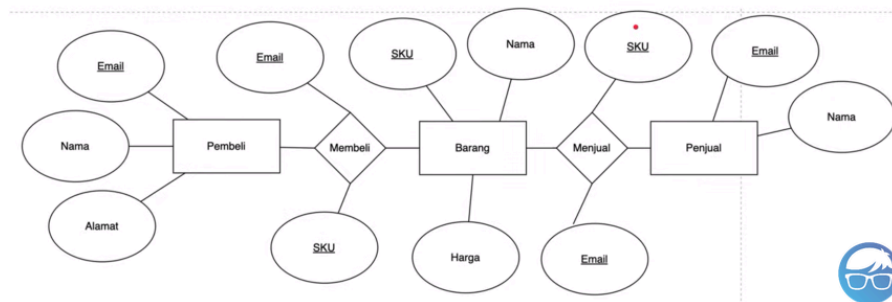 Email
Email
SKU
Nama
SKU
Email
Nama
Nama
Pembeli
Membeli
Barang
Menjual
Penjual
Alamat
SKU
Harga
Email